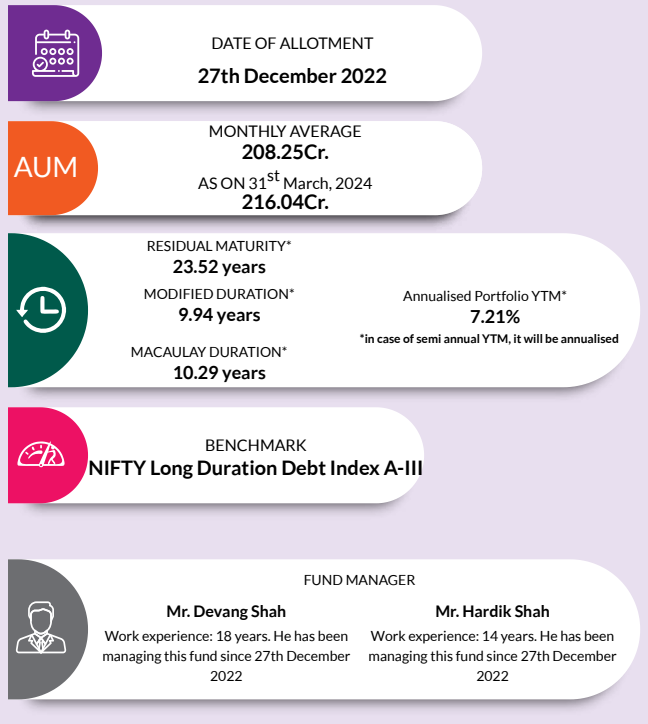 DATE OF ALLOTMENT
27th December 2022
AUM
MONTHLY AVERAGE
208.25Cr.
AS ON 31st March, 2024
216.04Cr.
RESIDUAL MATURITY*
23.52 years
MODIFIED DURATION*
9.94 years
MACAULAY DURATION*
10.29 years
Annualised Portfolio YTM*
7.21%
*in case of semi annual YTM, it will be annualised
BENCHMARK
NIFTY Long Duration Debt Index A-III
FUND MANAGER
Mr. Devang Shah
Work experience: 18 years. He has been
managing this fund since 27th December
2022
Mr. Hardik Shah
Work experience: 14 years. He has been
managing this fund since 27th December
2022